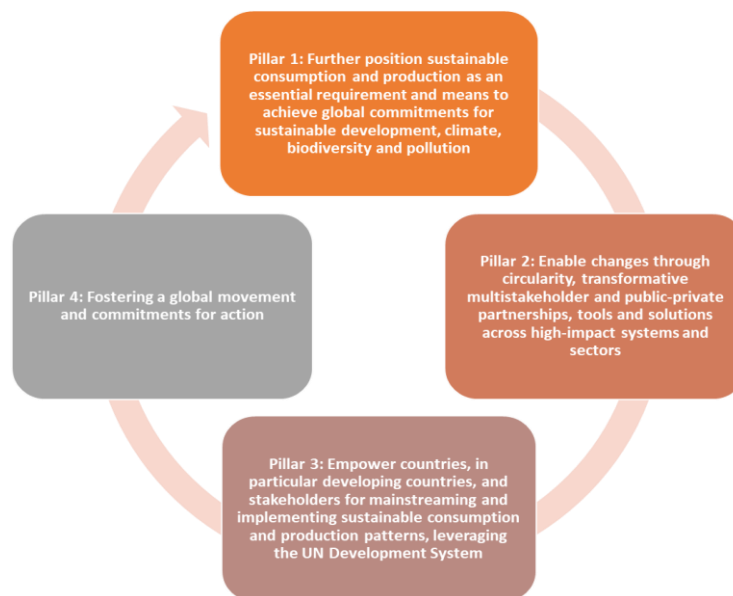 Pillar 1: Further position sustainable
consumption and production as an
essential requirement and means to
achieve global commitments for
sustainable development, climate,
biodiversity and pollution
Pillar 2: Enable changes through
circularity, transformative
multistakeholder and public-private
partnerships, tools and solutions
across high-impact systems and
sectors
Pillar 3: Empower countries, in
particular developing countries, and
stakeholders for mainstreaming and
implementing sustainable consumption
and production patterns, leveraging
the UN Development System
Pillar 4: Fostering a global movement
and commitments for action